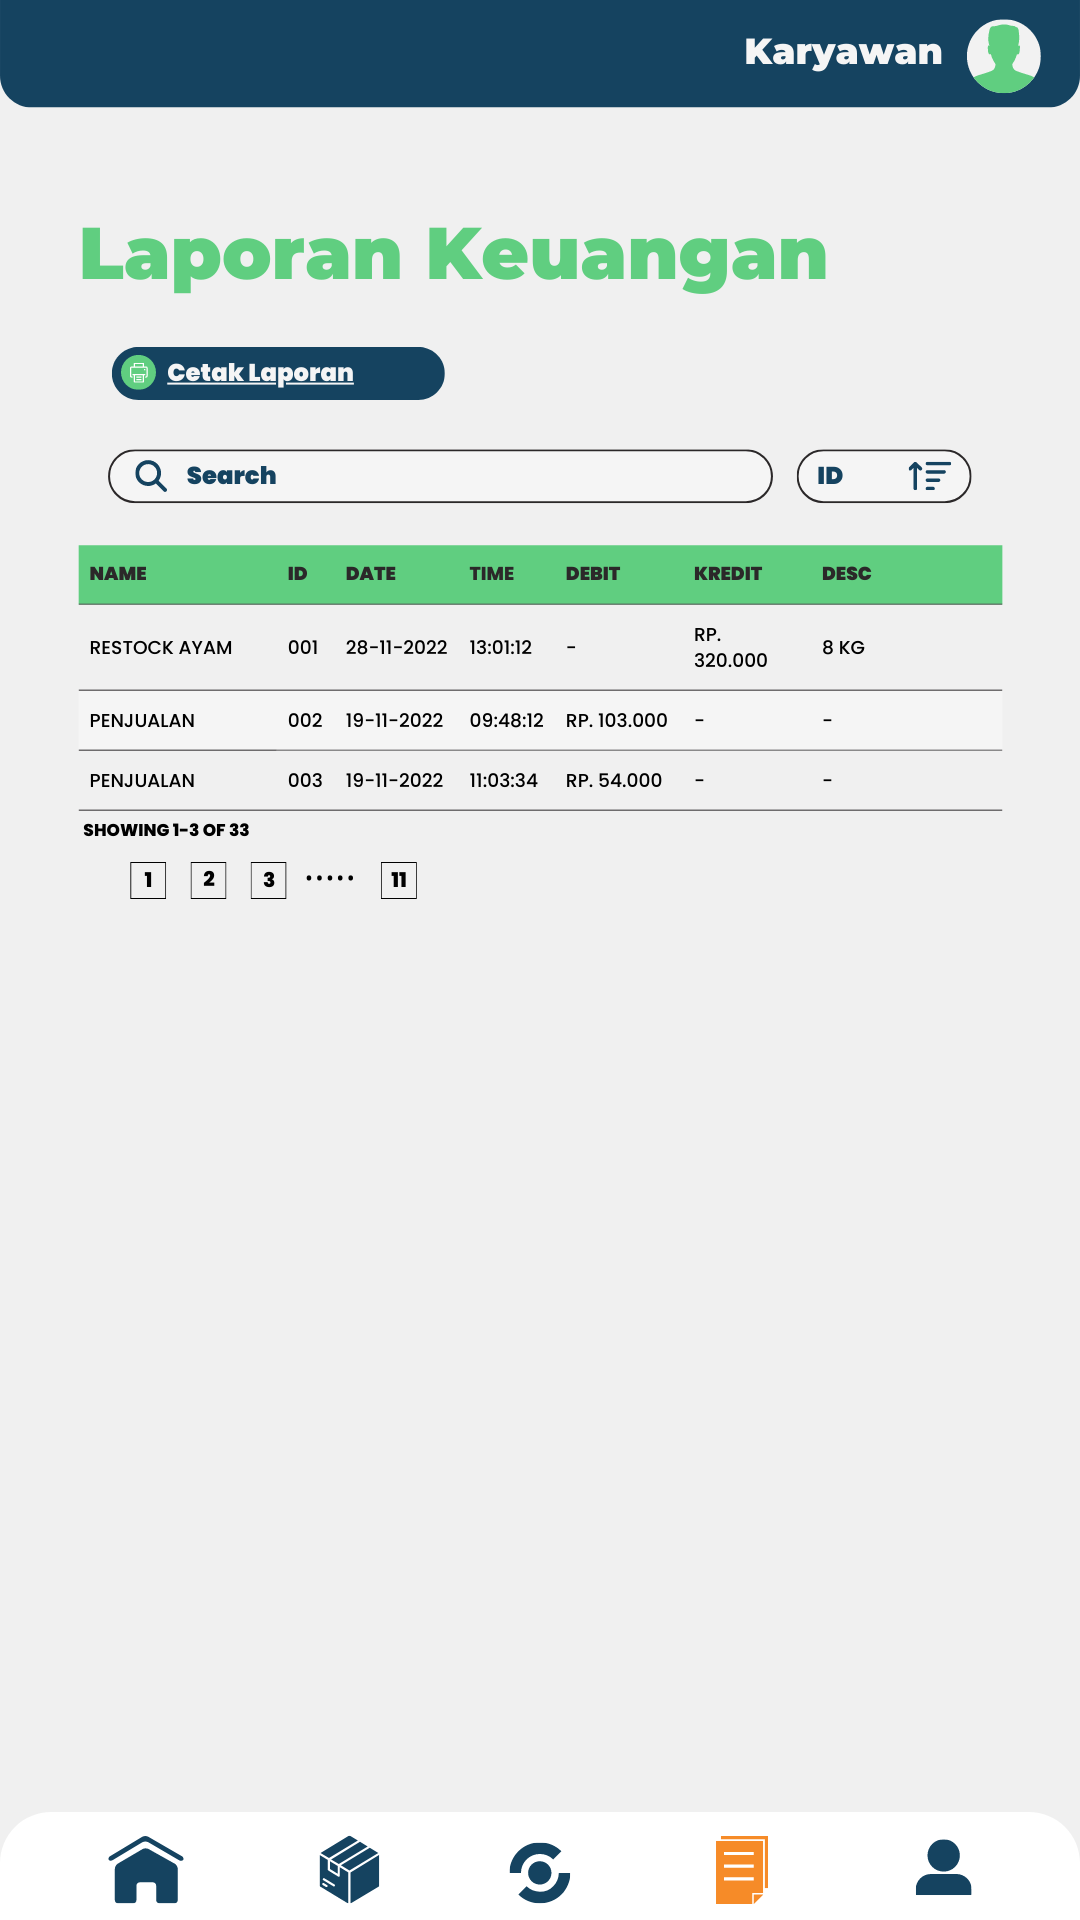 Karyawan
Laporan Keuangan
Cetak Laporan
Search
ID
NAME ID DATE TIME DEBIT KREDIT DESC
RESTOCK AYAM 001 28-11-2022 13:01:12 - RP. 320.000 8 KG
PENJUALAN 002 19-11-2022 09:48:12 RP. 103.000 - -
PENJUALAN 003 19-11-2022 11:03:34 RP. 54.000 - -
SHOWING 1-3 OF 33
1 2 3 ····· 11